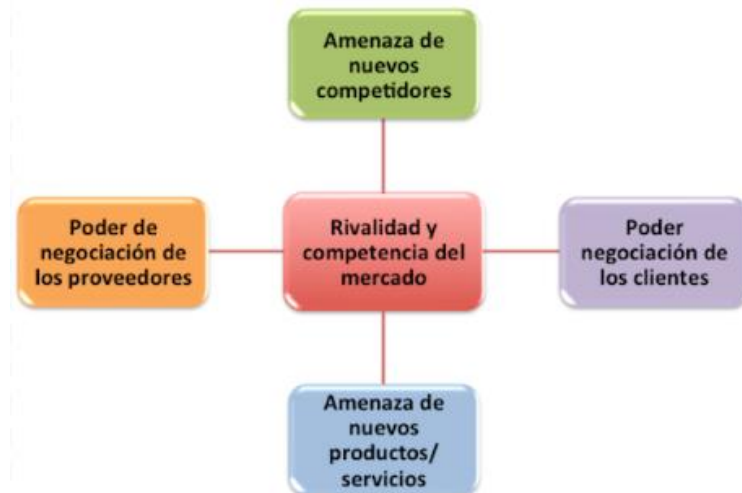 Amenaza de
nuevos
competidores
Poder de
negociación de
los proveedores
Rivalidad y
competencia del
mercado
Poder
negociación de
los clientes
Amenaza de
nuevos
productos/
servicios